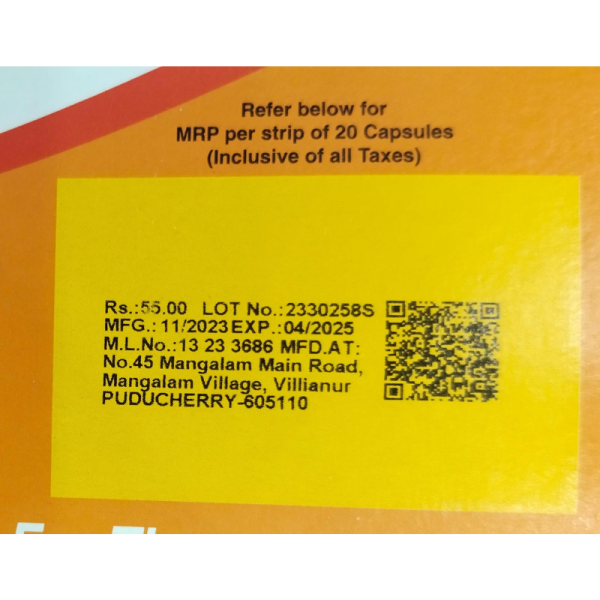 Refer below for
MRP per strip of 20 Capsules
(Inclusive of all Taxes)
Rs.:55.00 LOT No.:2330258S
MFG.: 11/2023 EXP.:04/2025
M.L.No.:13 23 3686 MFD.AT:
No.45 Mangalam Main Road,
Mangalam Village, Villianur
PUDUCHERRY-605110